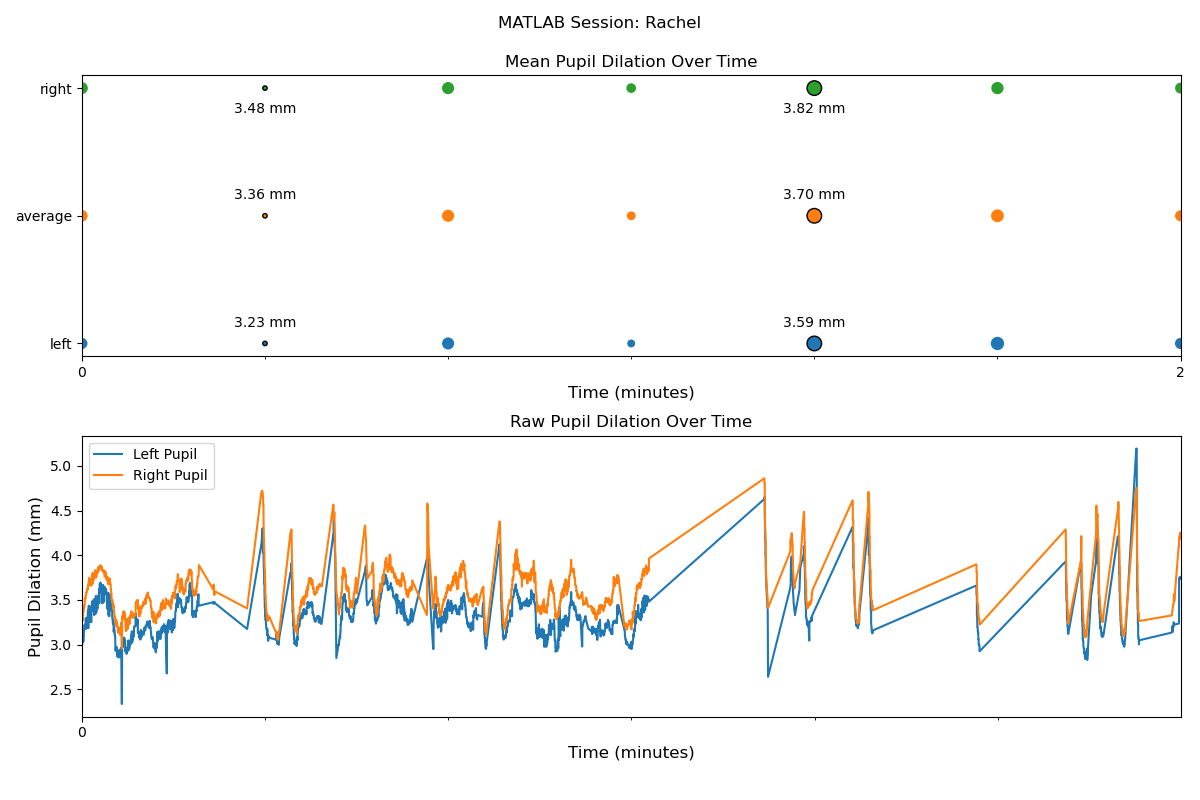 MATLAB Session: Rachel
Mean Pupil Dilation Over Time
right
3.48 mm
3.82 mm
average
3.36 mm
3.70 mm
left
3.23 mm
3.59 mm
0
2
Time (minutes)
Raw Pupil Dilation Over Time
Pupil Dilation (mm)
5.0
4.5
4.0
3.5
3.0
2.5
Left Pupil
Right Pupil
0
Time (minutes)